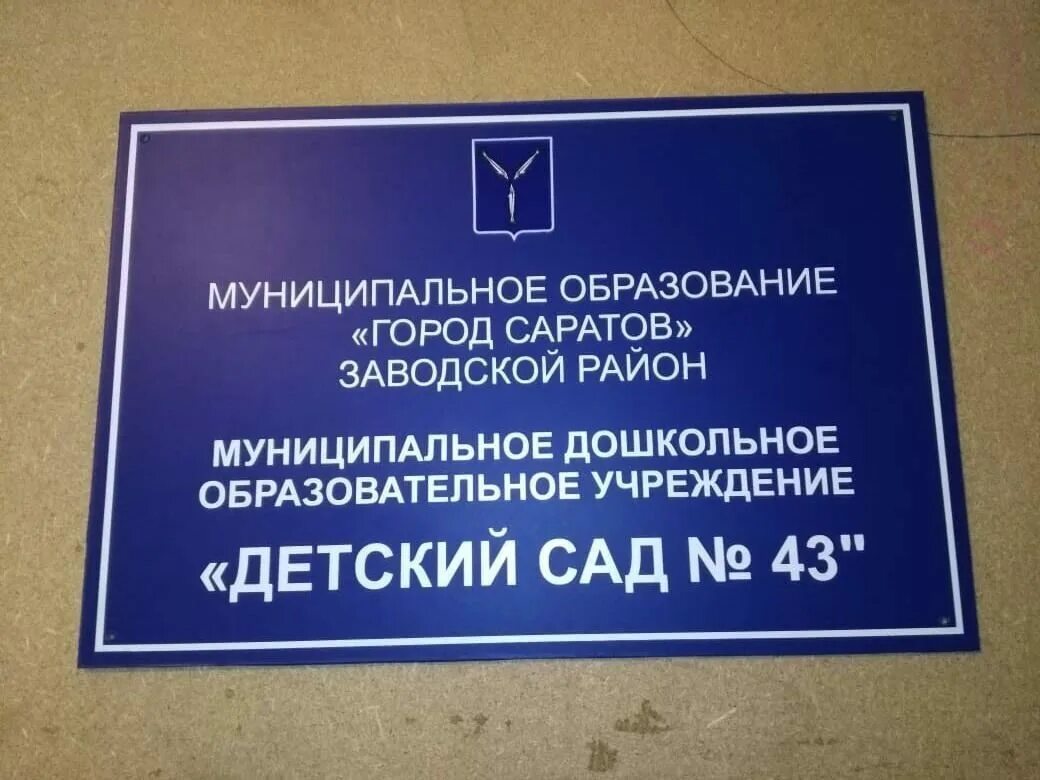 МУНИЦИПАЛЬНОЕ ОБРАЗОВАНИЕ
«ГОРОД САРАТОВ»
ЗАВОДСКОЙ РАЙОН
МУНИЦИПАЛЬНОЕ ДОШКОЛЬНОЕ
ОБРАЗОВАТЕЛЬНОЕ УЧРЕЖДЕНИЕ
«ДЕТСКИЙ САД № 43"